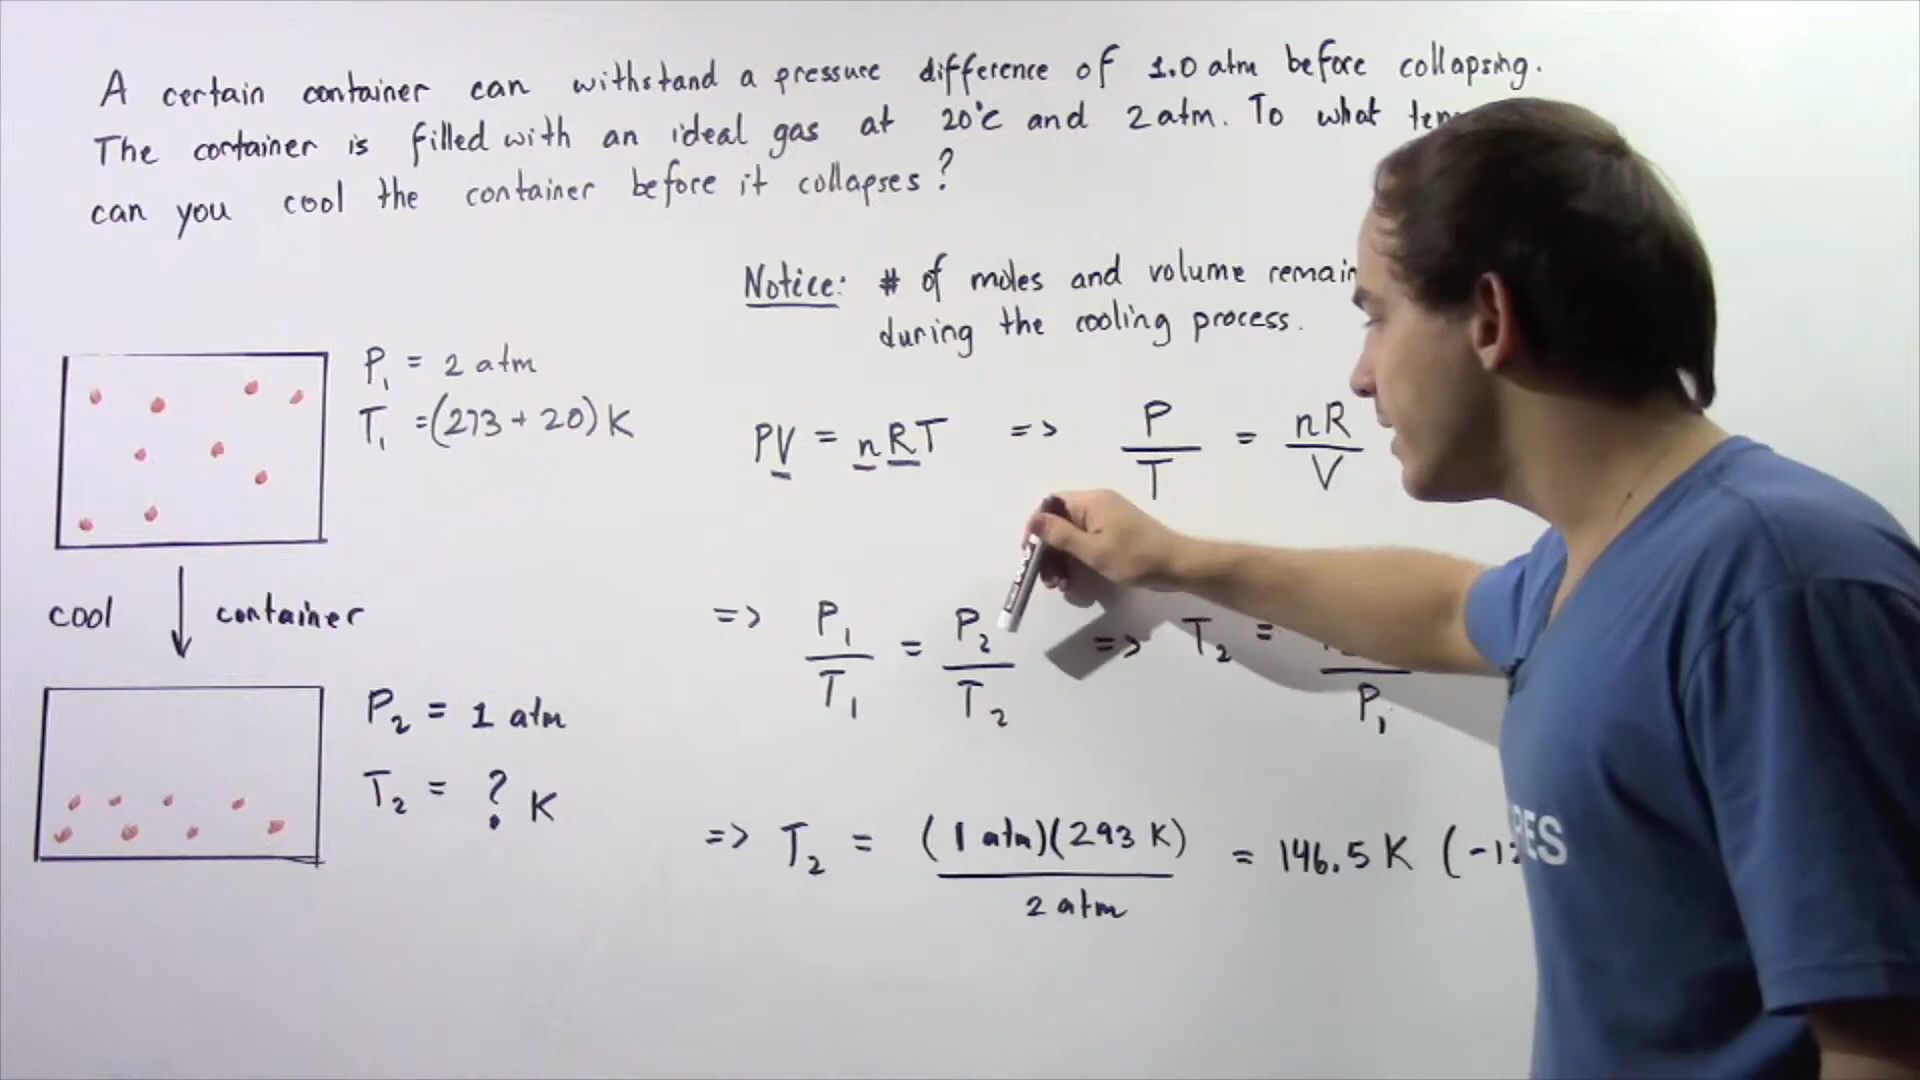 A certain container can withstand a pressure difference of 1.0 atm before collapsing.
The container is filled with an ideal gas at 20°C and 2 atm. To what
can you cool the container before it collapses?
Notice: # of moles and volume remain
during the cooling process.
P₁ = 2 atm
T₁ = (273 + 20) K
PV = nRT => P/T = nR/V
cool container
=> P₁/T₁ = P₂/T₂ => T₂ = /P₁
P₂ = 1 atm
T₂ = ? K
=> T₂ = (1 atm)(293 K)/2 atm = 146.5 K